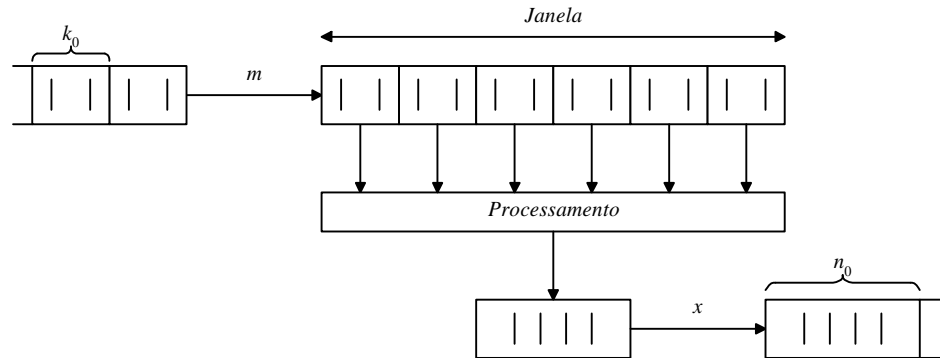 Janela
k₀
m
Processamento
n₀
x